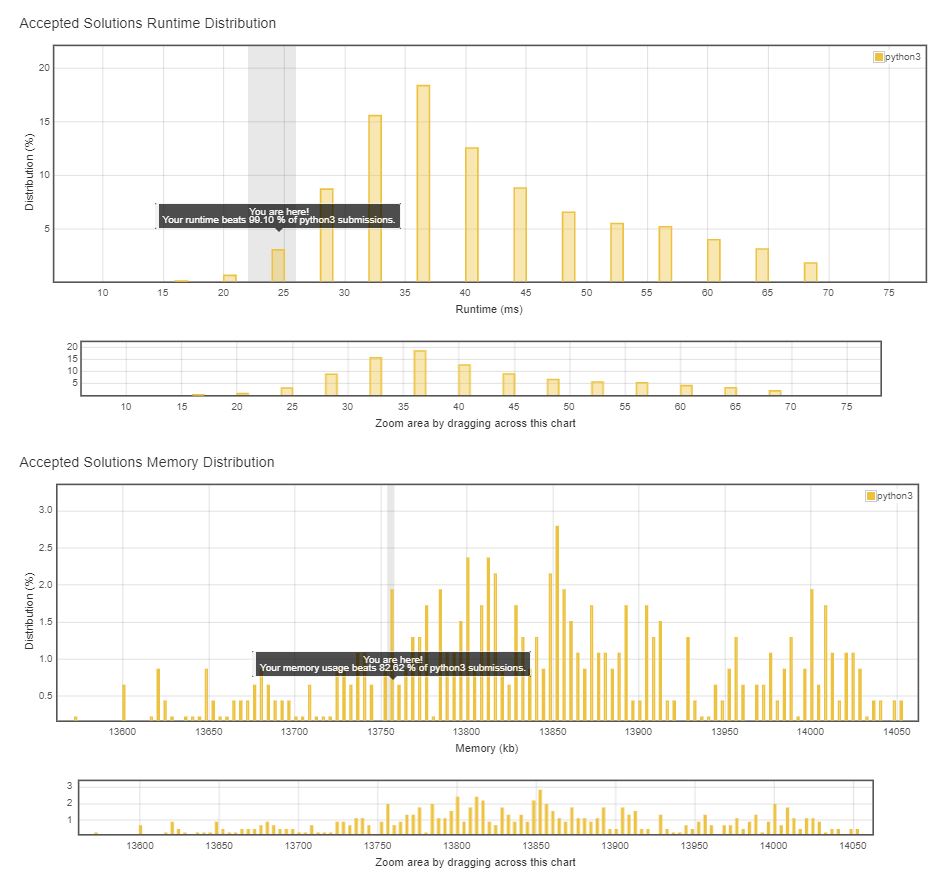 Accepted Solutions Runtime Distribution
python3
20
15
10
5
Distribution (%)
You are here!
Your runtime beats 99.10 % of python3 submissions.
10 15 20 25 30 35 40 45 50 55 60 65 70 75
Runtime (ms)
20
15
10
5
10 15 20 25 30 35 40 45 50 55 60 65 70 75
Zoom area by dragging across this chart
Accepted Solutions Memory Distribution
python3
3.0
2.5
2.0
1.5
1.0
0.5
Distribution (%)
You are here!
Your memory usage beats 82.62 % of python3 submissions.
13600 13650 13700 13750 13800 13850 13900 13950 14000 14050
Memory (kb)
3
2
1
13600 13650 13700 13750 13800 13850 13900 13950 14000 14050
Zoom area by dragging across this chart